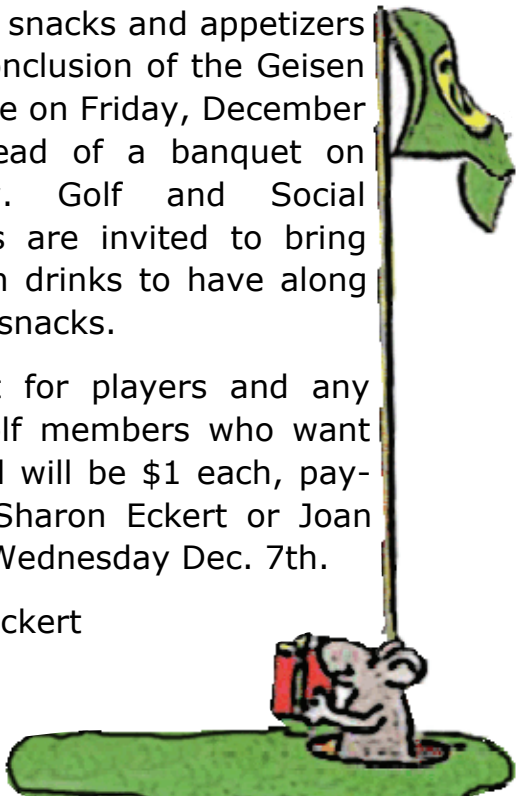 snacks and appetizers
onclusion of the Geisen
e on Friday, December
ead of a banquet on
. Golf and Social
s are invited to bring
n drinks to have along
snacks.
t for players and any
lf members who want
l will be $1 each, pay-
Sharon Eckert or Joan
Wednesday Dec. 7th.
ckert